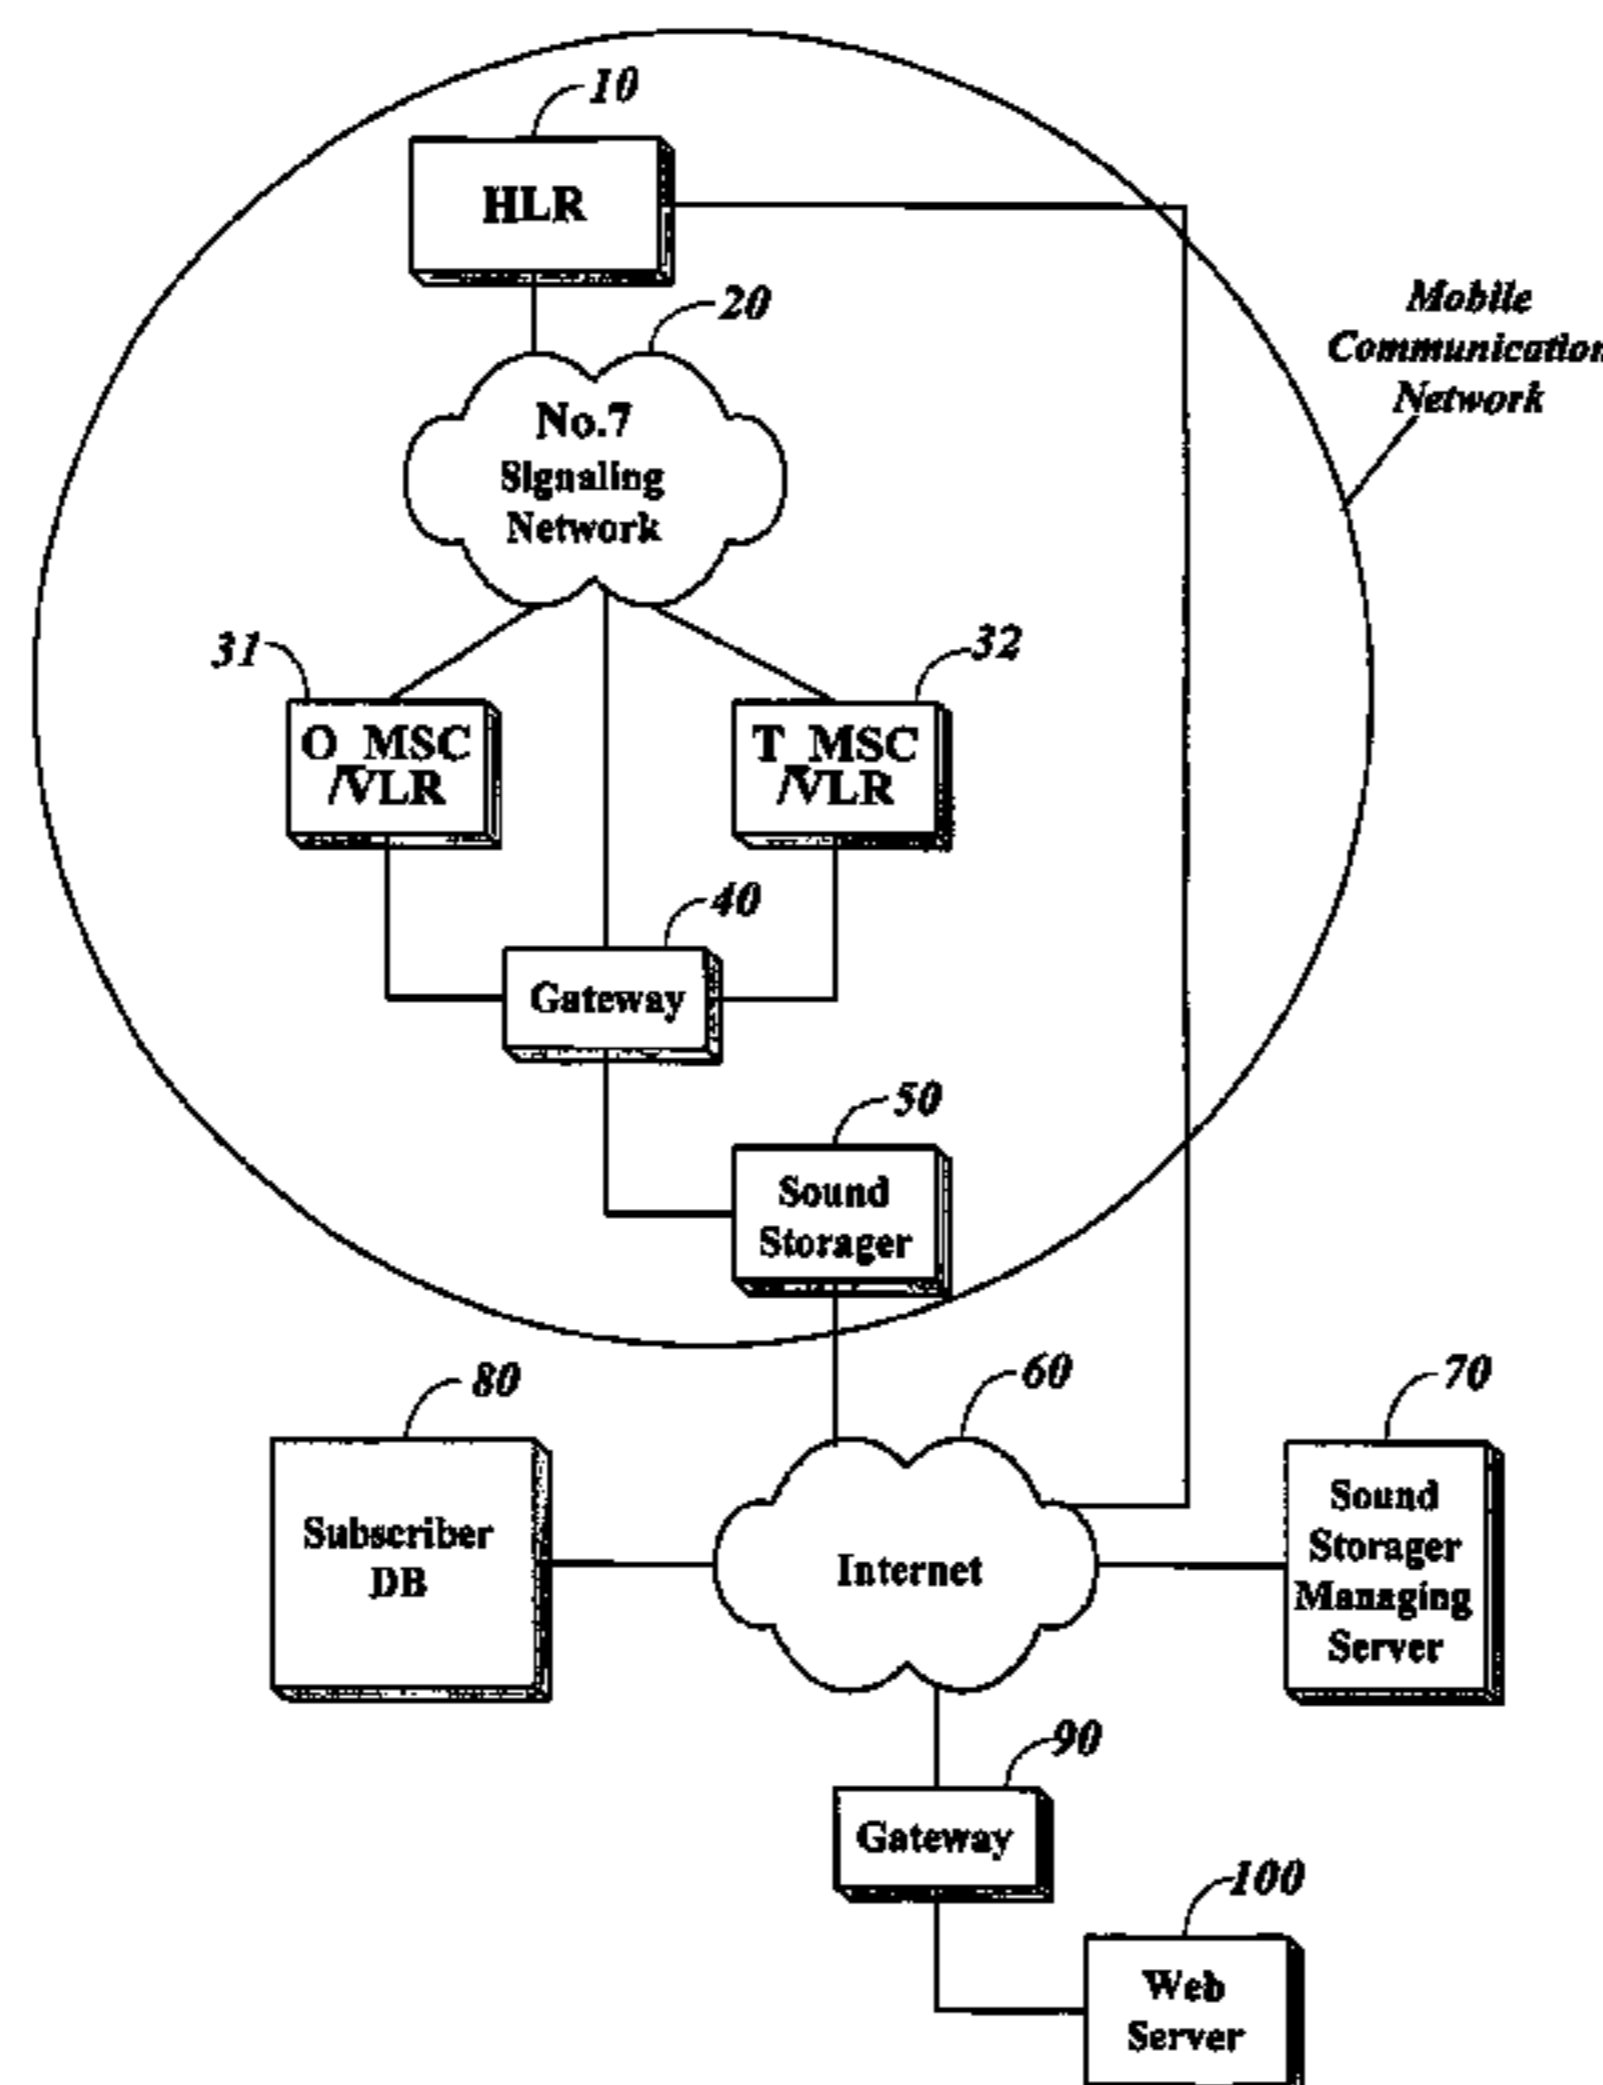 10
HLR
20
Mobile
Communication
Network
No.7
Signaling
Network
31
32
O_MSC
/VLR
T_MSC
/VLR
40
Gateway
50
Sound
Storager
80
60
70
Subscriber
DB
Internet
Sound
Storager
Managing
Server
90
Gateway
100
Web
Server